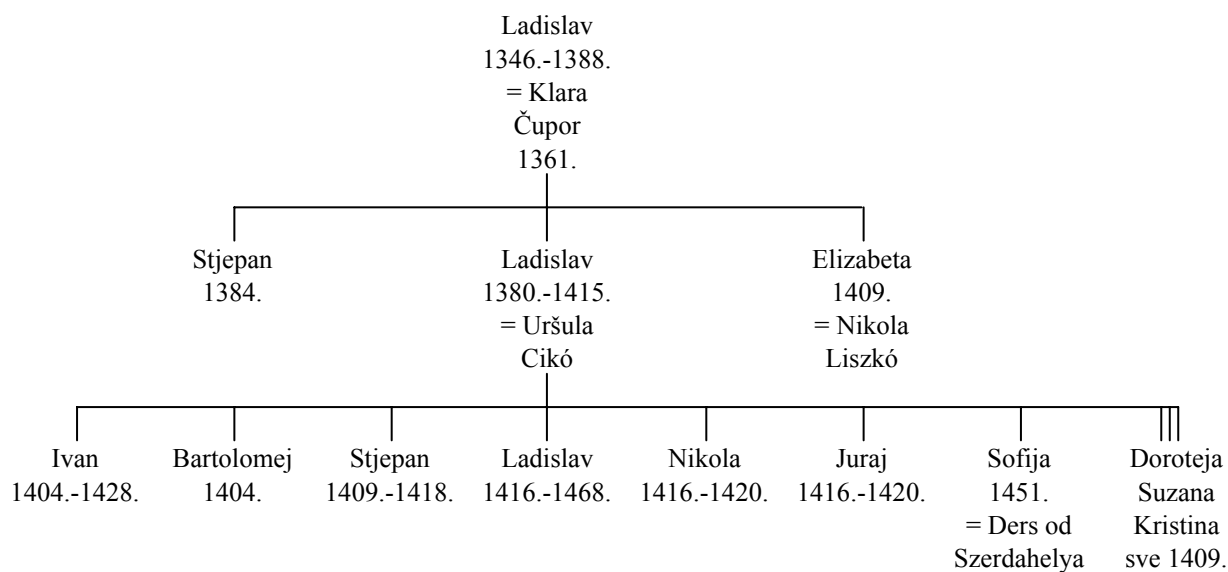 Ladislav
1346.-1388.
= Klara
Čupor
1361.
Stjepan
1384.
Ladislav
1380.-1415.
= Uršula
Cikó
Elizabeta
1409.
= Nikola
Liszkó
Ivan
1404.-1428.
Bartolomej
1404.
Stjepan
1409.-1418.
Ladislav
1416.-1468.
Nikola
1416.-1420.
Juraj
1416.-1420.
Sofija
1451.
= Ders od
Szerdahelya
Doroteja
Suzana
Kristina
sve 1409.